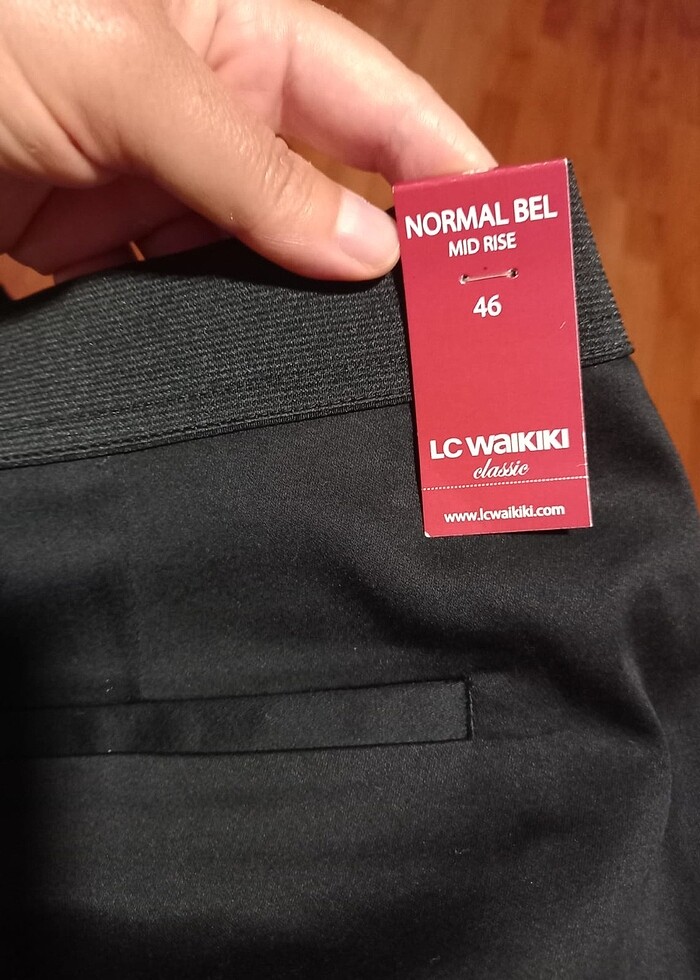 NORMAL BEL
MID RISE
46
LC WAIKIKI
classic
www.lcwaikiki.com